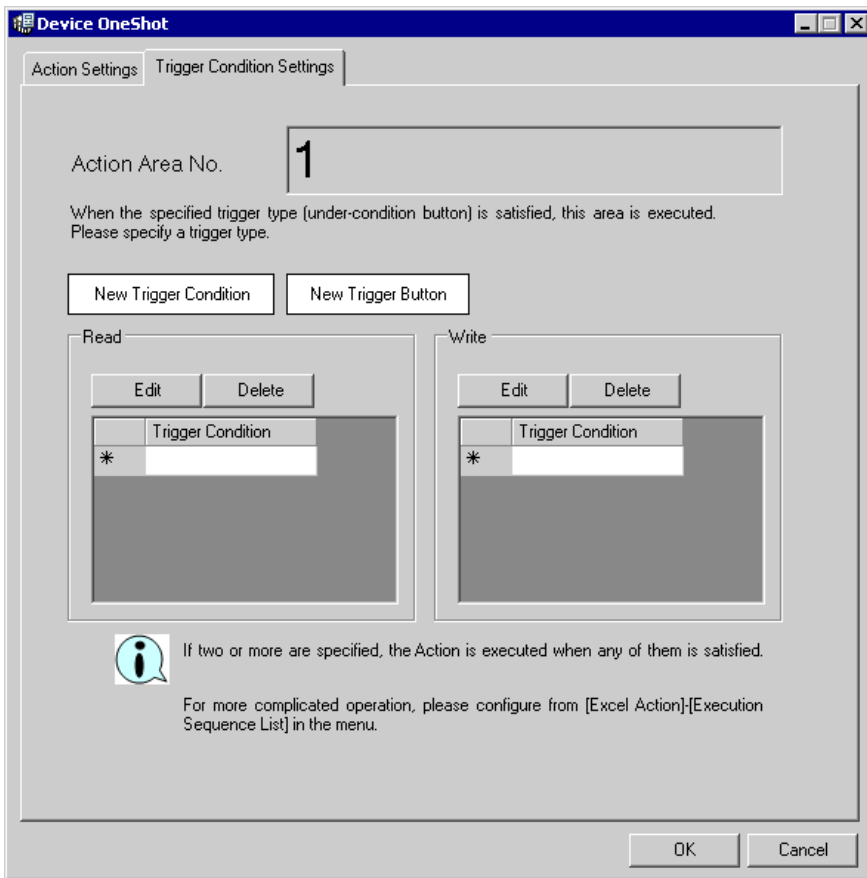 Device OneShot
Action Settings
Trigger Condition Settings
Action Area No.
1
When the specified trigger type (under-condition button) is satisfied, this area is executed.
Please specify a trigger type.
New Trigger Condition
New Trigger Button
Read
Edit
Delete
Trigger Condition
*
Write
Edit
Delete
Trigger Condition
*
If two or more are specified, the Action is executed when any of them is satisfied.
For more complicated operation, please configure from [Excel Action]-[Execution
Sequence List] in the menu.
OK
Cancel